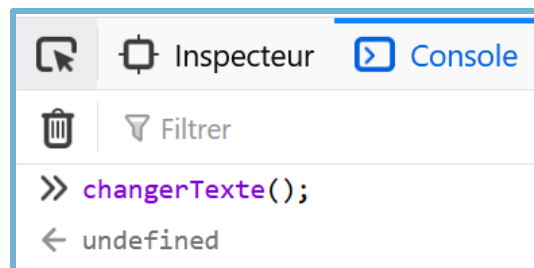 Inspecteur Console
Filtrer
>> changerTexte();
← undefined